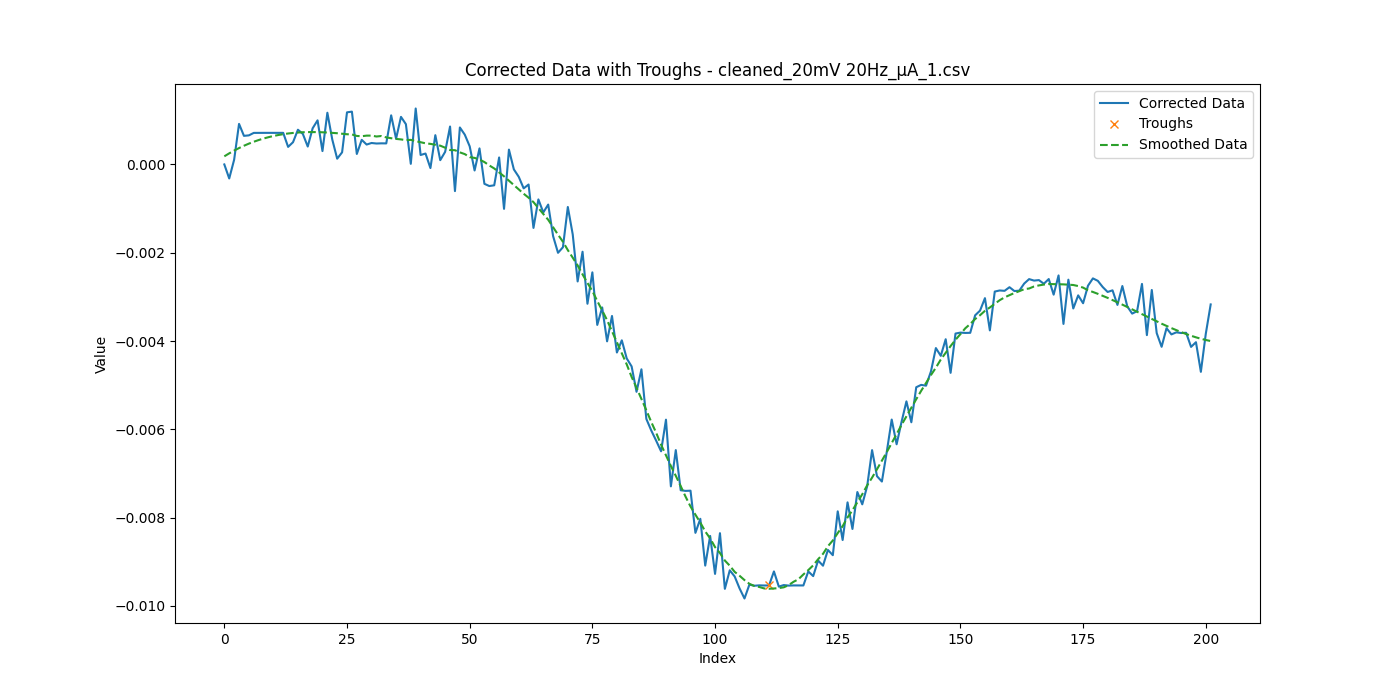 Corrected Data with Troughs - cleaned_20mV 20Hz_µA_1.csv
Corrected Data
Troughs
Smoothed Data
0.000
−0.002
−0.004
−0.006
−0.008
−0.010
Value
0 25 50 75 100 125 150 175 200
Index